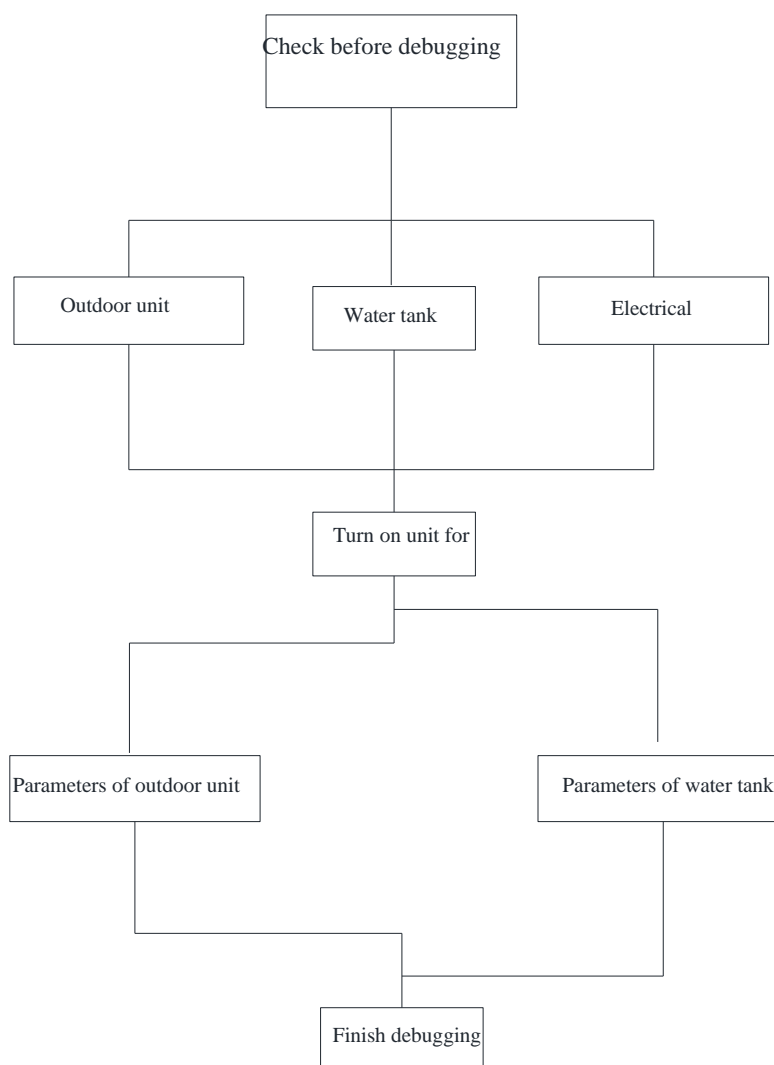 Check before debugging
Outdoor unit
Water tank
Electrical
Turn on unit for
Parameters of outdoor unit
Parameters of water tank
Finish debugging